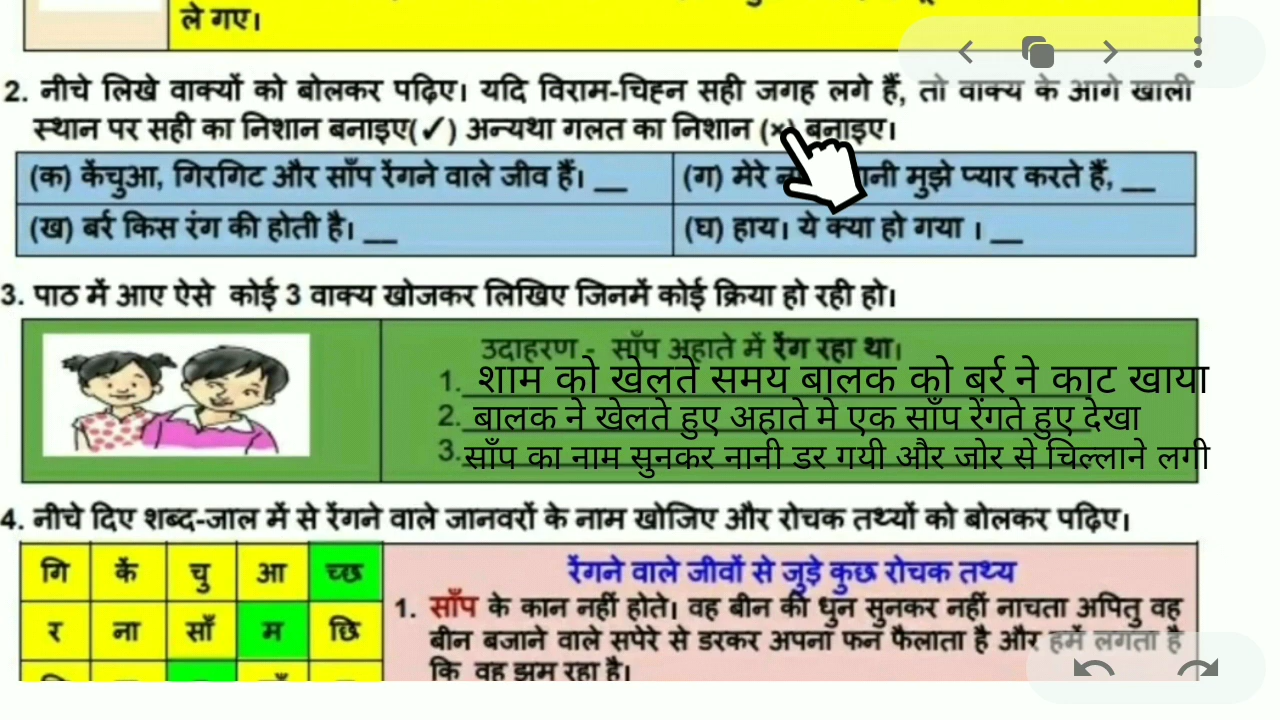 ले गए।
2. नीचे लिखे वाक्यों को बोलकर पढ़िए। यदि विराम-चिह्न सही जगह लगे हैं, तो वाक्य के आगे खाली
स्थान पर सही का निशान बनाइए(✓) अन्यथा गलत का निशान (×) बनाइए।
(क) केंचुआ, गिरगिट और साँप रेंगने वाले जीव हैं। __
(ग) मेरे मुझे प्यार करते हैं, __
(ख) बर्र किस रंग की होती है। __
(घ) हाय। ये क्या हो गया । __
3. पाठ में आए ऐसे कोई 3 वाक्य खोजकर लिखिए जिनमें कोई क्रिया हो रही हो।
उदाहरण - साँप अहाते में रेंग रहा था।
1. शाम को खेलते समय बालक को बर्र ने काट खाया
2. बालक ने खेलते हुए अहाते मे एक साँप रेंगते हुए देखा
3. साँप का नाम सुनकर नानी डर गयी और जोर से चिल्लाने लगी
4. नीचे दिए शब्द-जाल में से रेंगने वाले जानवरों के नाम खोजिए और रोचक तथ्यों को बोलकर पढ़िए।
गि कें चु आ च्छ
र ना साँ म छि
रेंगने वाले जीवों से जुड़े कुछ रोचक तथ्य
1. साँप के कान नहीं होते। वह बीन की धुन सुनकर नहीं नाचता अपितु वह
बीन बजाने वाले सपेरे से डरकर अपना फन फैलाता है और हमें लगता है
कि वह झूम रहा है।